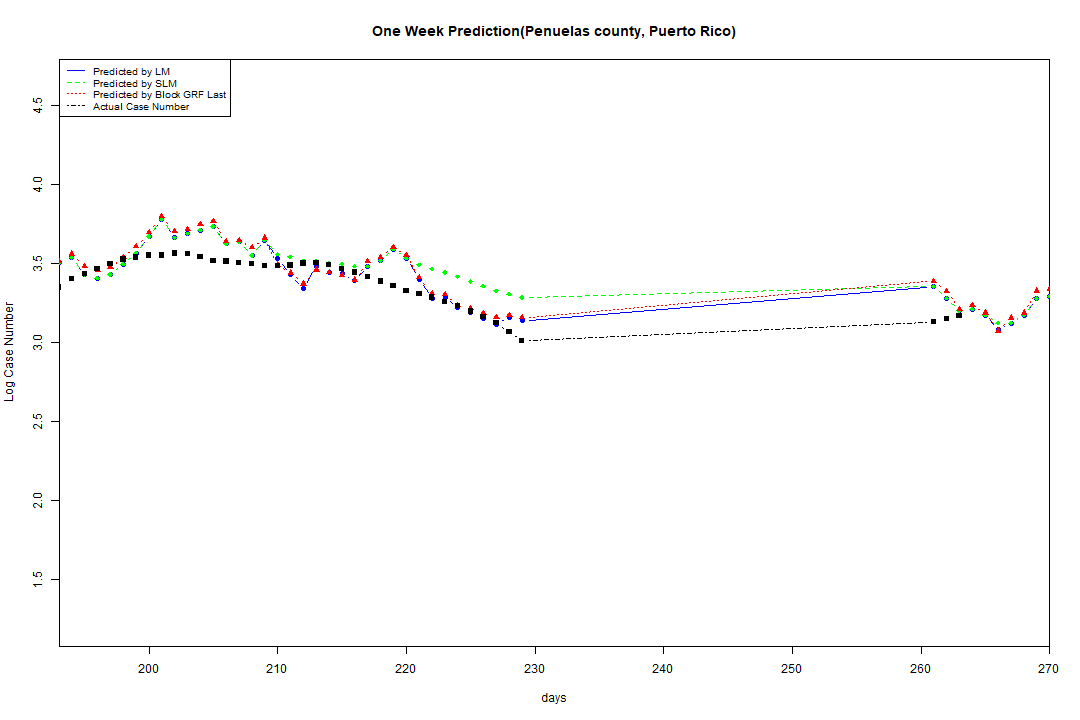 One Week Prediction(Penuelas county, Puerto Rico)
Predicted by LM
Predicted by SLM
Predicted by Block GRF Last
Actual Case Number
4.5
4.0
3.5
3.0
2.5
2.0
1.5
Log Case Number
200
210
220
230
240
250
260
270
days